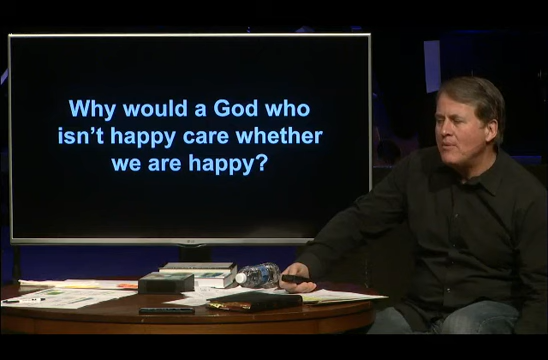 Why would a God who
isn't happy care whether
we are happy?